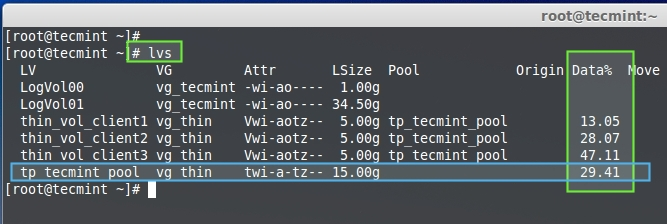 root@tecmint:~
[root@tecmint ~]#
[root@tecmint ~]# lvs
LV VG Attr LSize Pool Origin Data% Move
LogVol00 vg_tecmint -wi-ao---- 1.00g
LogVol01 vg_tecmint -wi-ao---- 34.50g
thin_vol_client1 vg_thin Vwi-aotz-- 5.00g tp_tecmint_pool 13.05
thin_vol_client2 vg_thin Vwi-aotz-- 5.00g tp_tecmint_pool 28.07
thin_vol_client3 vg_thin Vwi-aotz-- 5.00g tp_tecmint_pool 47.11
tp_tecmint_pool vg_thin twi-a-tz-- 15.00g 29.41
[root@tecmint ~]#